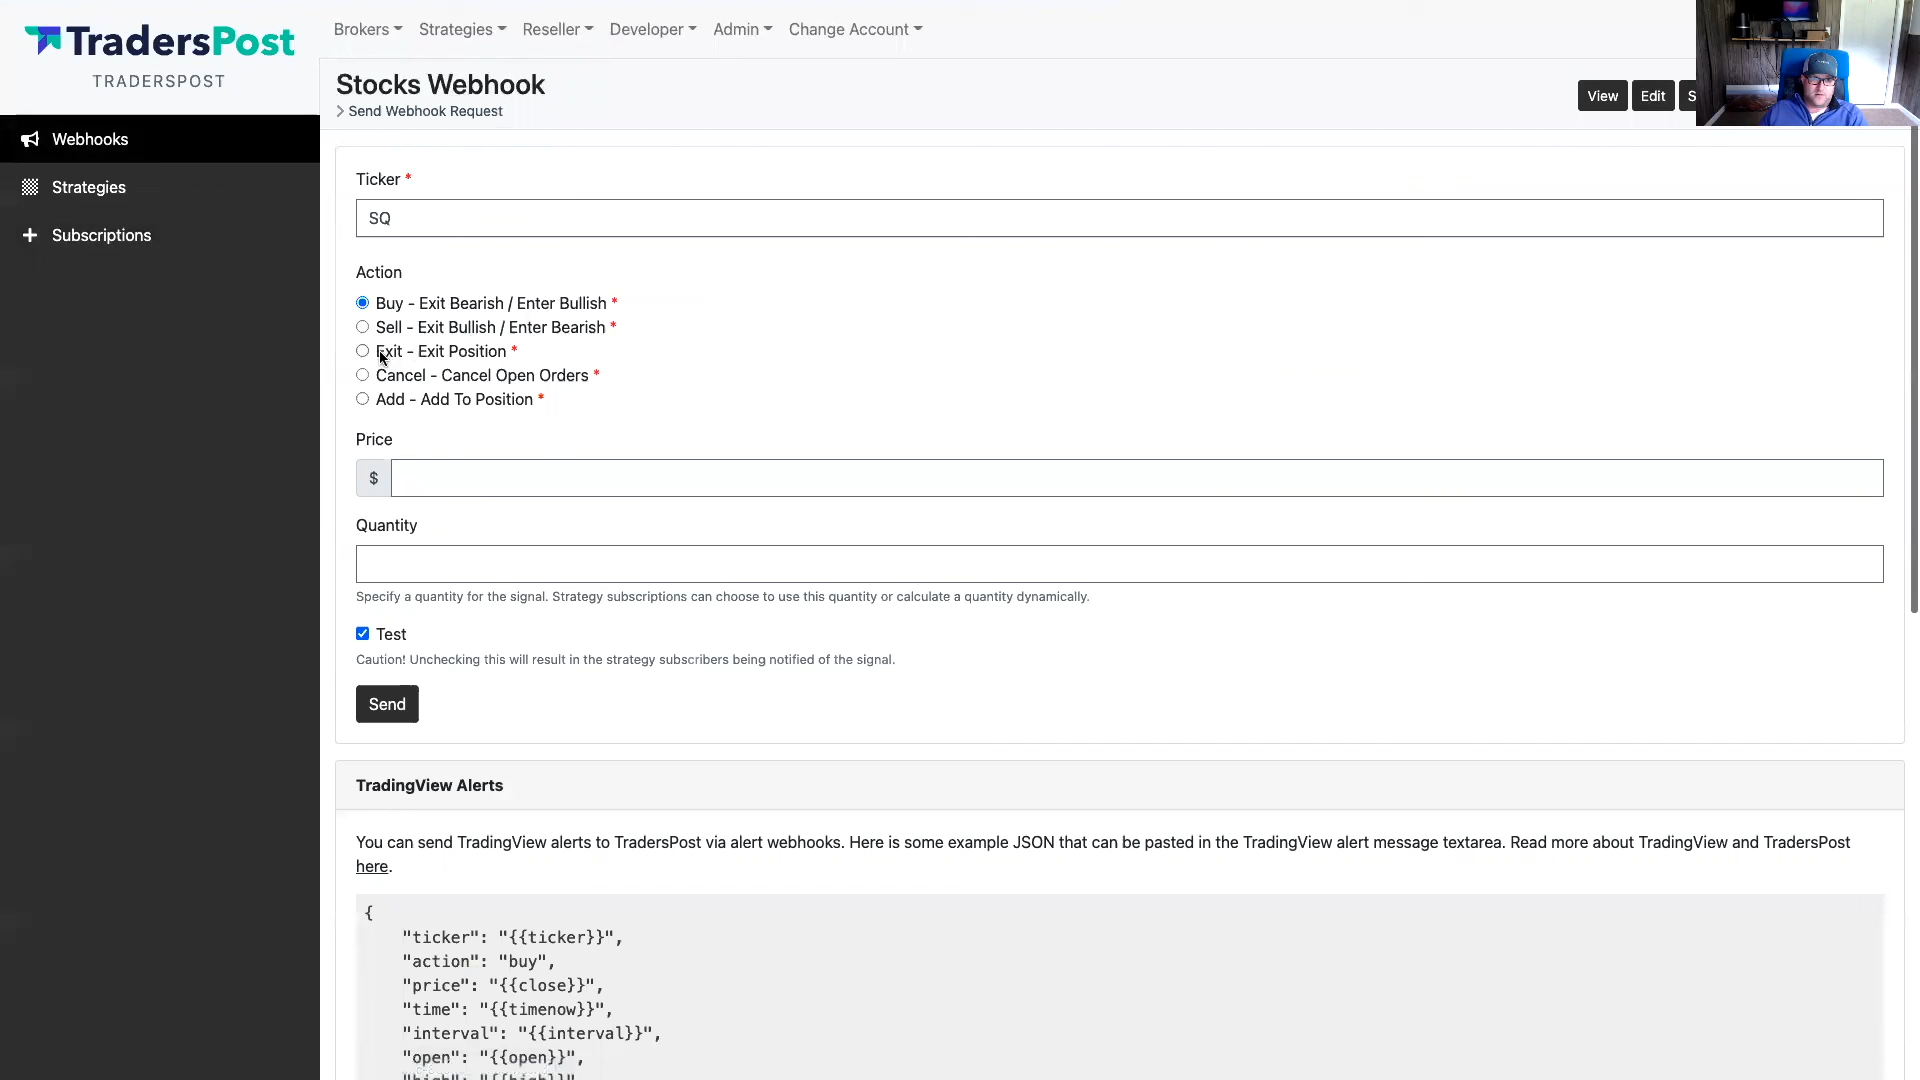 TradersPost
TRADERSPOST
Brokers Strategies Reseller Developer Admin Change Account
Stocks Webhook
Send Webhook Request
View Edit S
Webhooks
Strategies
Subscriptions
Ticker *
SQ
Action
Buy - Exit Bearish / Enter Bullish *
Sell - Exit Bullish / Enter Bearish *
Exit - Exit Position *
Cancel - Cancel Open Orders *
Add - Add To Position *
Price
$
Quantity
Specify a quantity for the signal. Strategy subscriptions can choose to use this quantity or calculate a quantity dynamically.
Test
Caution! Unchecking this will result in the strategy subscribers being notified of the signal.
Send
TradingView Alerts
You can send TradingView alerts to TradersPost via alert webhooks. Here is some example JSON that can be pasted in the TradingView alert message textarea. Read more about TradingView and TradersPost
here.
{
"ticker": "{{ticker}}",
"action": "buy",
"price": "{{close}}",
"time": "{{timenow}}",
"interval": "{{interval}}",
"open": "{{open}}",